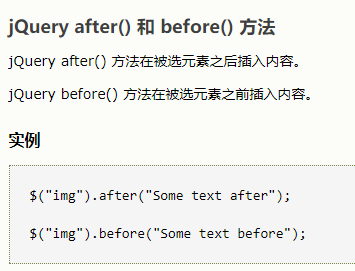 jQuery after() 和 before() 方法
jQuery after() 方法在被选元素之后插入内容。
jQuery before() 方法在被选元素之前插入内容。
实例
$("img").after("Some text after");
$("img").before("Some text before");